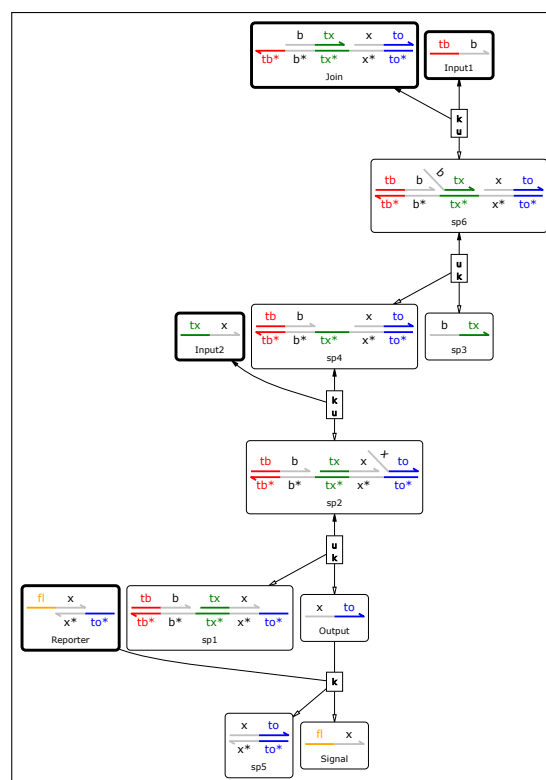 b tx x to
tb* b* tx* x* to*
Join
tb b
Input1
k
u
tb b b tx x to
tb* b* tx* x* to*
sp6
u
k
tx x
Input2
tb b x to
tb* b* tx* x* to*
sp4
b tx
sp3
k
u
tb b tx x x to
tb* b* tx* x* to*
sp2
u
k
fl x
x* to*
Reporter
tb b tx x
tb* b* tx* x* to*
sp1
x to
Output
k
x to
x* to*
sp5
fl x
Signal